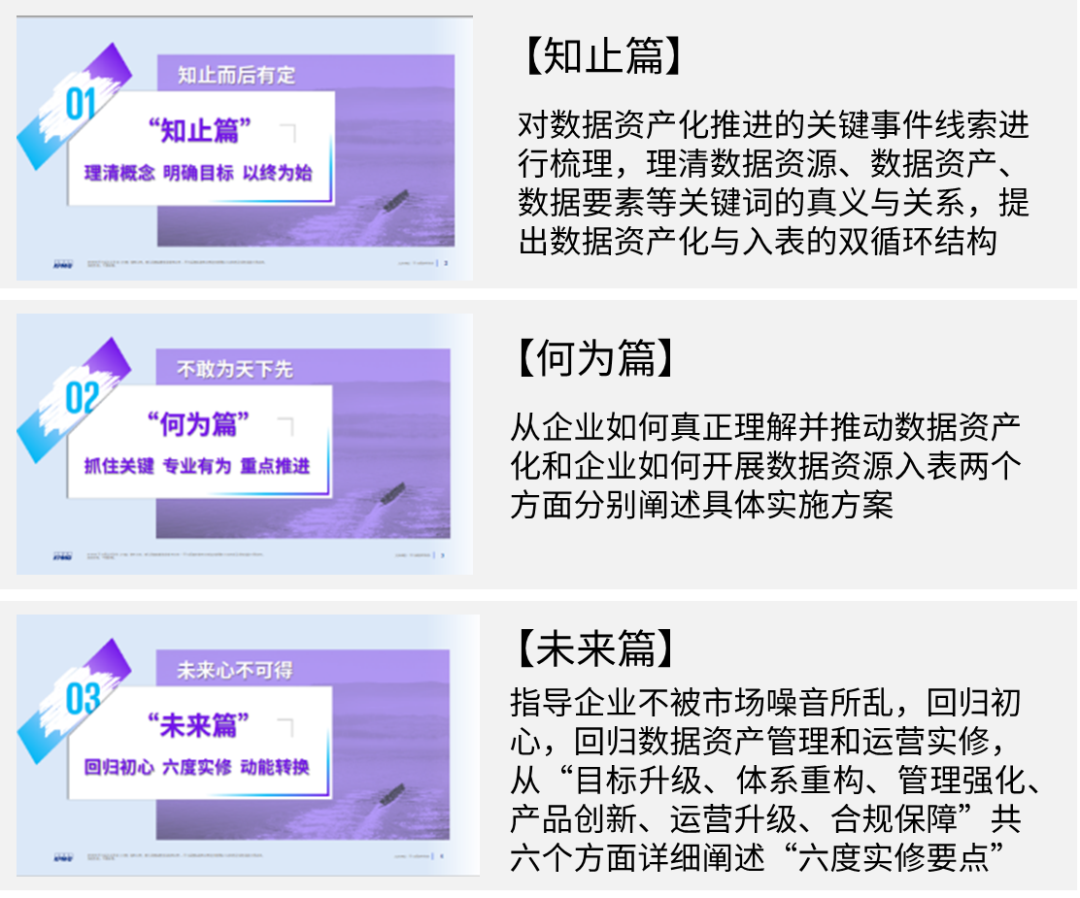 知止而后有定
01
“知止篇”
理清概念 明确目标 以终为始
KPMG
2
【知止篇】
对数据资产化推进的关键事件线索进
行梳理，理清数据资源、数据资产、
数据要素等关键词的真义与关系，提
出数据资产化与入表的双循环结构
不敢为天下先
02
“何为篇”
抓住关键 专业有为 重点推进
KPMG
3
【何为篇】
从企业如何真正理解并推动数据资产
化和企业如何开展数据资源入表两个
方面分别阐述具体实施方案
未来心不可得
03
“未来篇”
回归初心 六度实修 动能转换
KPMG
【未来篇】
指导企业不被市场噪音所乱，回归初
心，回归数据资产管理和运营实修，
从“目标升级、体系重构、管理强化、
产品创新、运营升级、合规保障”共
六个方面详细阐述“六度实修要点”